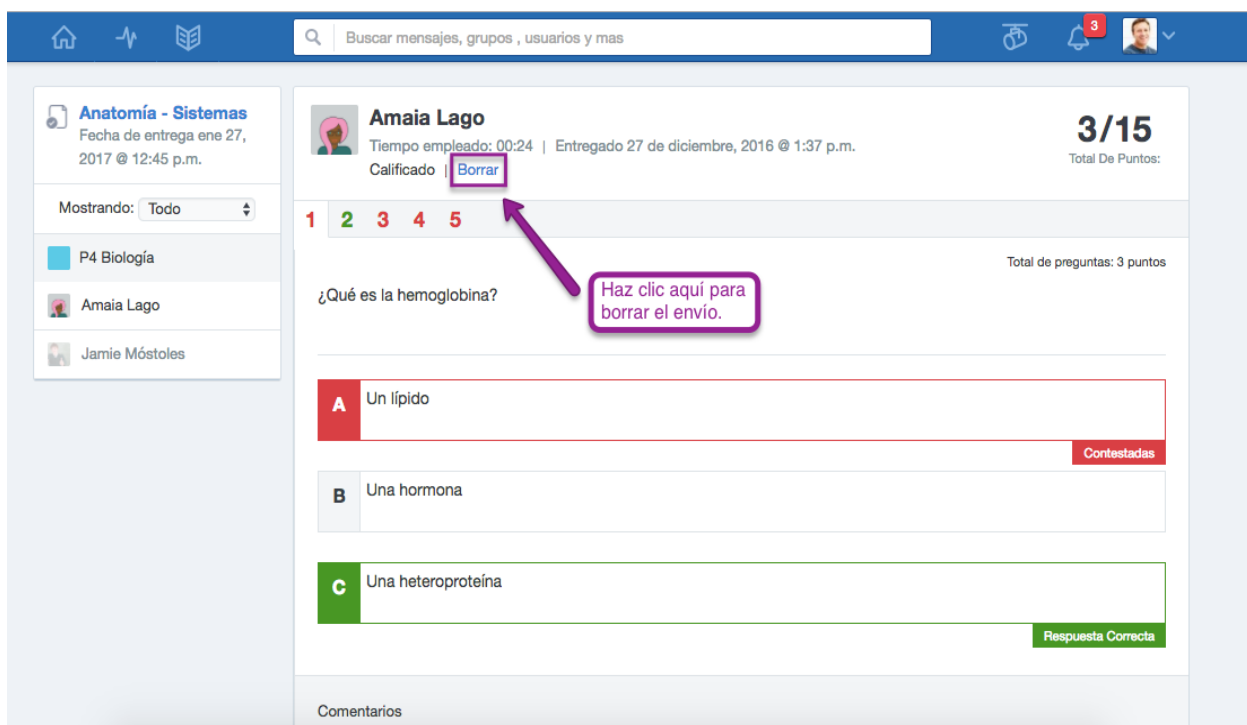 3
Buscar mensajes, grupos , usuarios y mas
Anatomía - Sistemas
Fecha de entrega ene 27,
2017 @ 12:45 p.m.
Mostrando: Todo
P4 Biología
Amaia Lago
Jamie Móstoles
Amaia Lago
Tiempo empleado: 00:24 | Entregado 27 de diciembre, 2016 @ 1:37 p.m.
Calificado | Borrar
3/15
Total De Puntos:
1 2 3 4 5
Total de preguntas: 3 puntos
¿Qué es la hemoglobina?
Haz clic aquí para
borrar el envío.
A Un lípido
Contestadas
B Una hormona
C Una heteroproteína
Respuesta Correcta
Comentarios